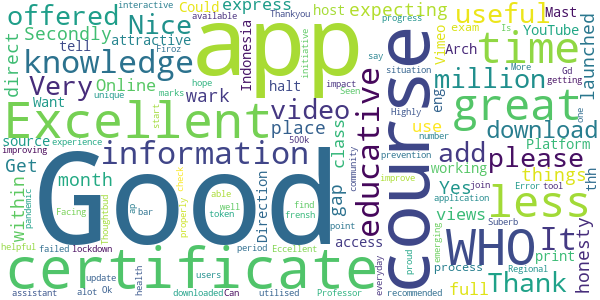 offered
Nice
Could
express
host
expecting
useful
Mast
interactive
available
Thankyou
progress
Secondly
attractive
tell
knowledge
direct
Firoz
Indonesia
app
course
Arch
Vimeo
exam
Is
YouTube
More
Gd
getting
time
launched
say
situation
hope
initiative
Seen
impact
Very
Online
unique
marks
wark
halt
million
eng
Highly
Want
Excellent
video
educative
great
source
improving
experience
start
500k
place
use
number
download
one
Get
information
class
add
please
Platform
prevention
improve
month
within
pandemic
Good
check
properly
able
well
token
find
frensh
Direction
gap
community
working
Yes
things
thh
join
Error
tool
application
Facing
Thoughtbud
bar
point
access
views
WHO
less
It
Suberb
honesty
helpful
failed
lockdown
period
Eccellent
everyday
proud
process
emerging
Regional
print
certificate
update
users
health
full
Thank
assistant
alot
Ok
downloaded
Can
utilised
Professor
recommended